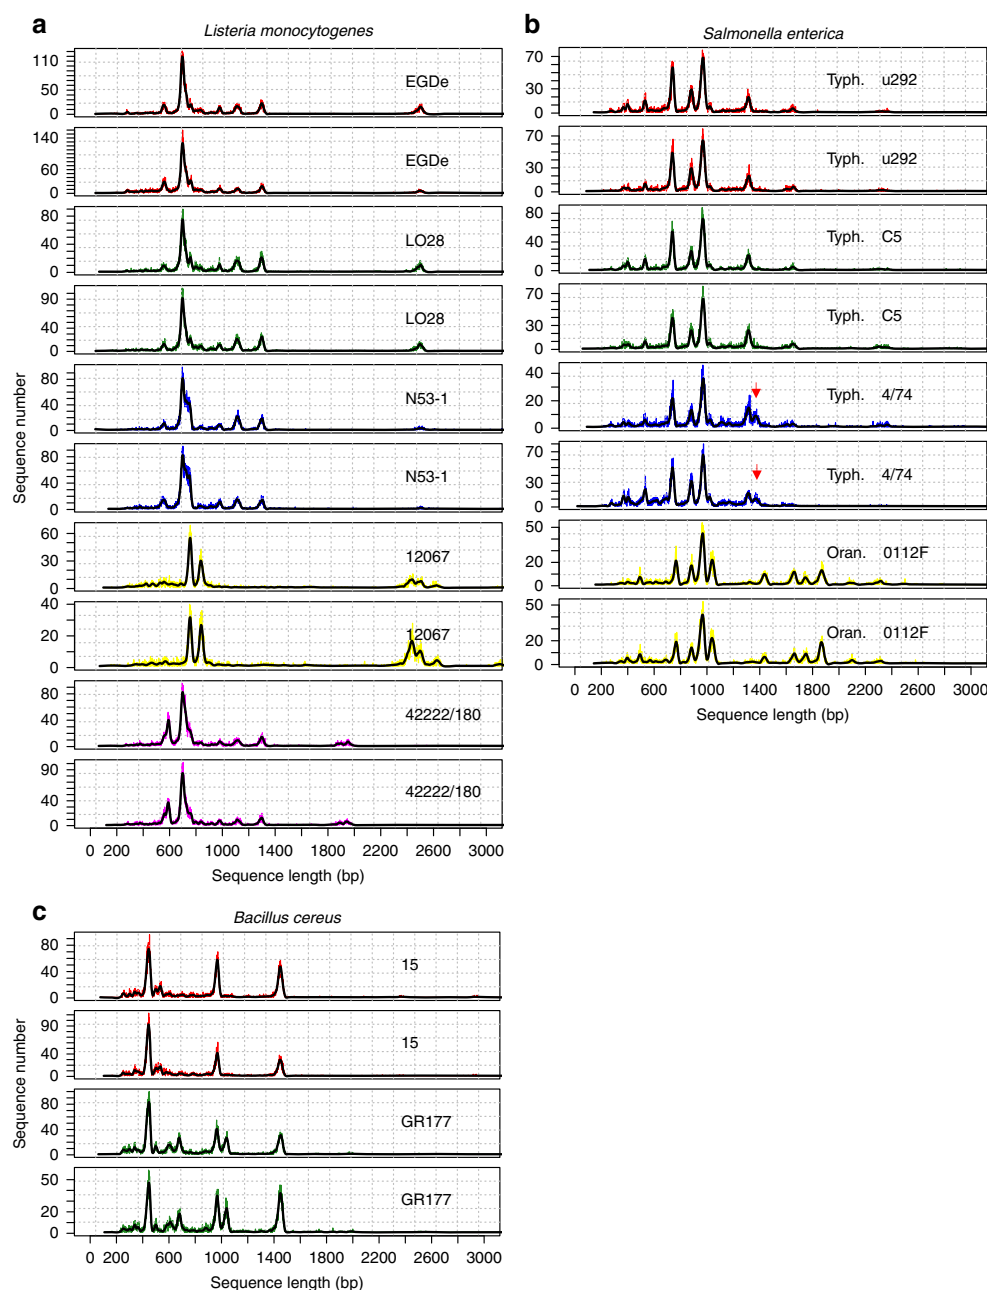 a
Listeria monocytogenes
110
50
0
EGDe
140
60
0
EGDe
80
40
0
LO28
90
40
0
LO28
80
40
0
N53-1
80
40
0
N53-1
60
30
0
12067
40
20
0
12067
80
40
0
42222/180
90
40
0
42222/180
Sequence number
0 200 600 1000 1400 1800 2200 2600 3000
Sequence length (bp)
b
Salmonella enterica
70
30
0
Typh. u292
70
30
0
Typh. u292
80
40
0
Typh. C5
70
30
0
Typh. C5
40
20
0
Typh. 4/74
70
30
0
Typh. 4/74
50
20
0
Oran. 0112F
50
20
0
Oran. 0112F
0 200 600 1000 1400 1800 2200 2600 3000
Sequence length (bp)
c
Bacillus cereus
80
40
0
15
90
40
0
15
80
40
0
GR177
50
20
0
GR177
Sequence number
0 200 600 1000 1400 1800 2200 2600 3000
Sequence length (bp)